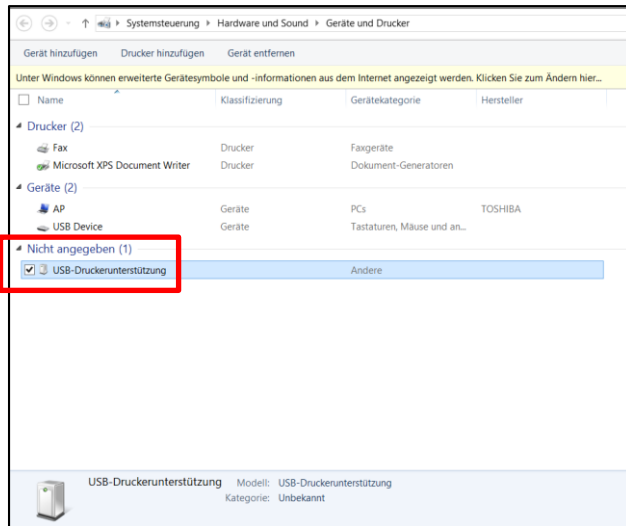 Systemsteuerung Hardware und Sound Geräte und Drucker
Gerät hinzufügen Drucker hinzufügen Gerät entfernen
Unter Windows können erweiterte Gerätesymbole und -informationen aus dem Internet angezeigt werden. Klicken Sie zum Ändern hier...
Name Klassifizierung Gerätekategorie Hersteller
Drucker (2)
Fax Drucker Faxgeräte
Microsoft XPS Document Writer Drucker Dokument-Generatoren
Geräte (2)
AP Geräte PCs TOSHIBA
USB Device Geräte Tastaturen, Mäuse und an...
Nicht angegeben (1)
USB-Druckerunterstützung Andere
USB-Druckerunterstützung Modell: USB-Druckerunterstützung
Kategorie: Unbekannt